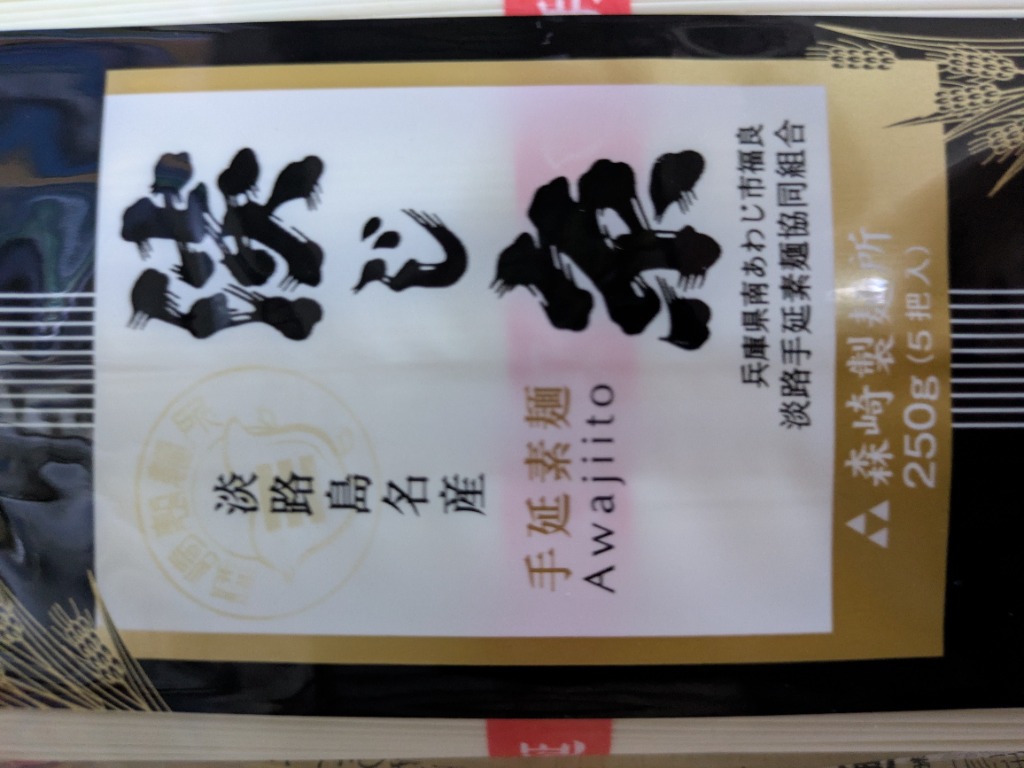 淡じ糸
淡路島名産
手延素麺
Awajiito
兵庫県南あわじ市福良
淡路手延素麺協同組合
森崎製麺所
250g(5把入)